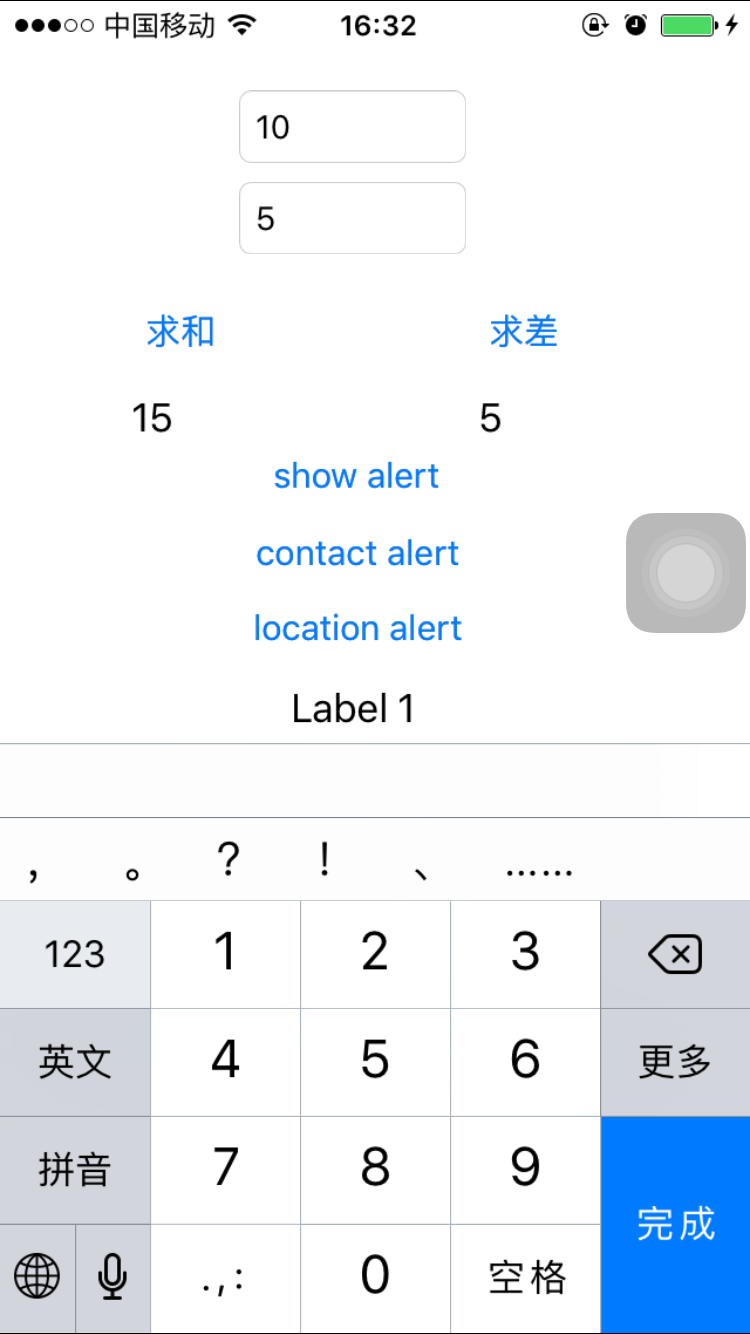 中国移动 16:32
10
5
求和 求差
15 5
show alert
contact alert
location alert
Label 1
， 。 ？ ！ 、 ……
123 1 2 3
英文 4 5 6 更多
拼音 7 8 9
完成
.,: 0 空格